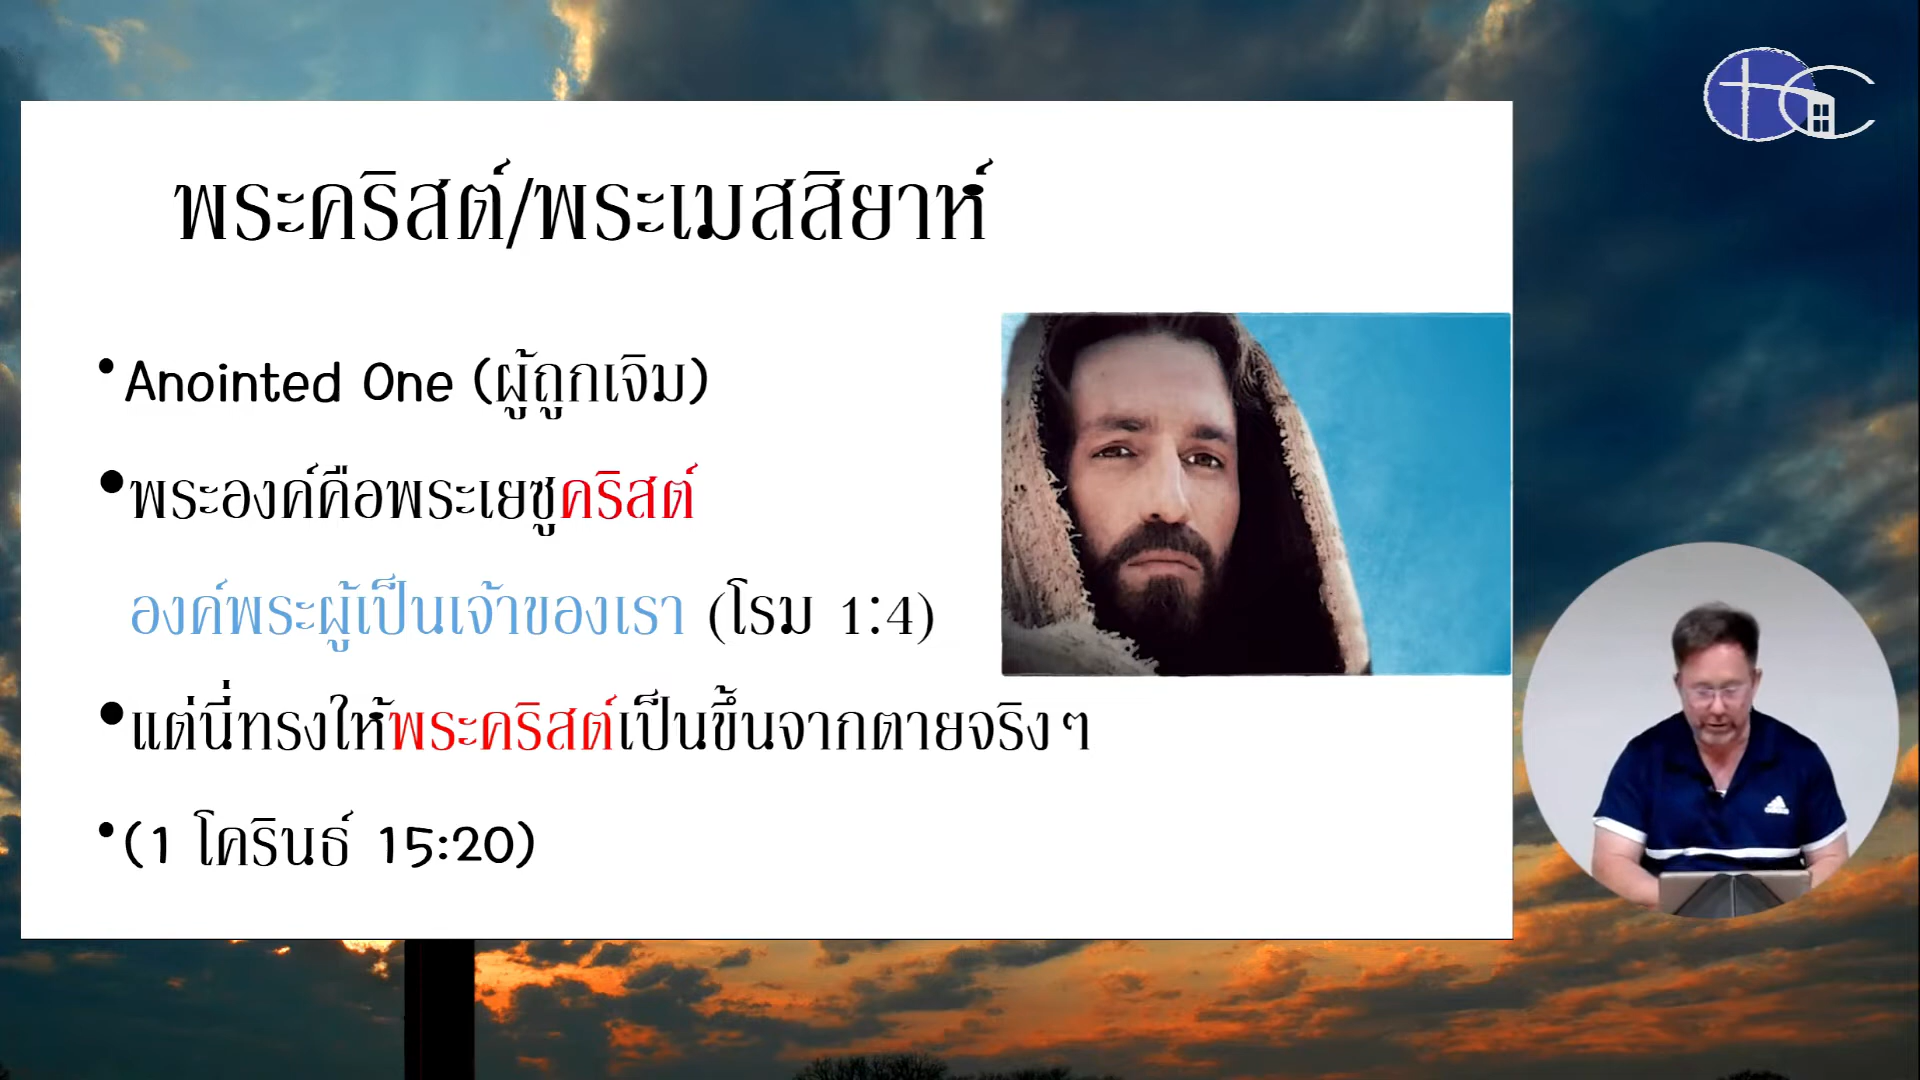 พระคริสต์/พระเมสสิยาห์
•Anointed One (ผู้ถูกเจิม)
•พระองค์คือพระเยซูคริสต์
องค์พระผู้เป็นเจ้าของเรา (โรม 1:4)
•แต่นี่ทรงให้พระคริสต์เป็นขึ้นจากตายจริงๆ
•(1 โครินธ์ 15:20)